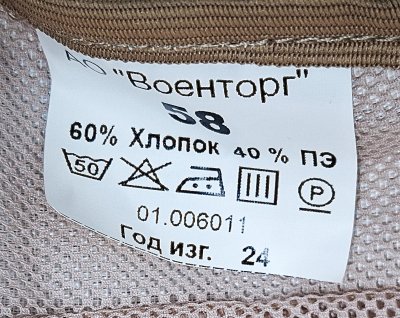 АО "Военторг"
58
60% Хлопок 40 % ПЭ
50 P
01.006011
Год изг. 24